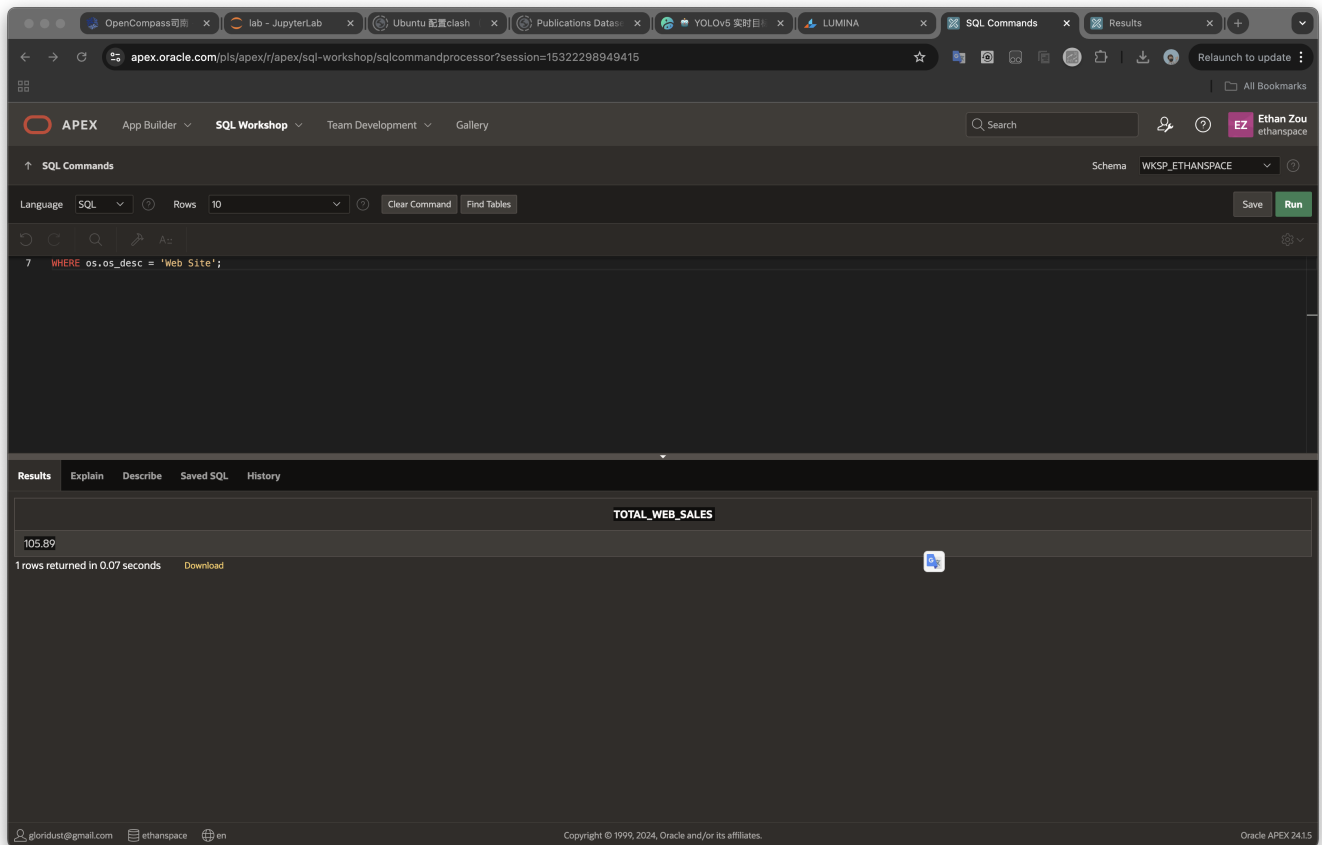 OpenCompass司南
lab - JupyterLab
Ubuntu 配置clash
Publications Datase
YOLOv5 实时目标
LUMINA
SQL Commands
Results
apex.oracle.com/pls/apex/r/apex/sql-workshop/sqlcommandprocessor?session=15322298949415
Relaunch to update
All Bookmarks
APEX
App Builder
SQL Workshop
Team Development
Gallery
Search
EZ
Ethan Zou
ethanspace
SQL Commands
Schema
WKSP_ETHANSPACE
Language
SQL
Rows
10
Clear Command
Find Tables
Save
Run
7 WHERE os.os_desc = 'Web Site';
Results
Explain
Describe
Saved SQL
History
TOTAL_WEB_SALES
105.89
1 rows returned in 0.07 seconds
Download
gloridust@gmail.com
ethanspace
en
Copyright © 1999, 2024, Oracle and/or its affiliates.
Oracle APEX 24.1.5